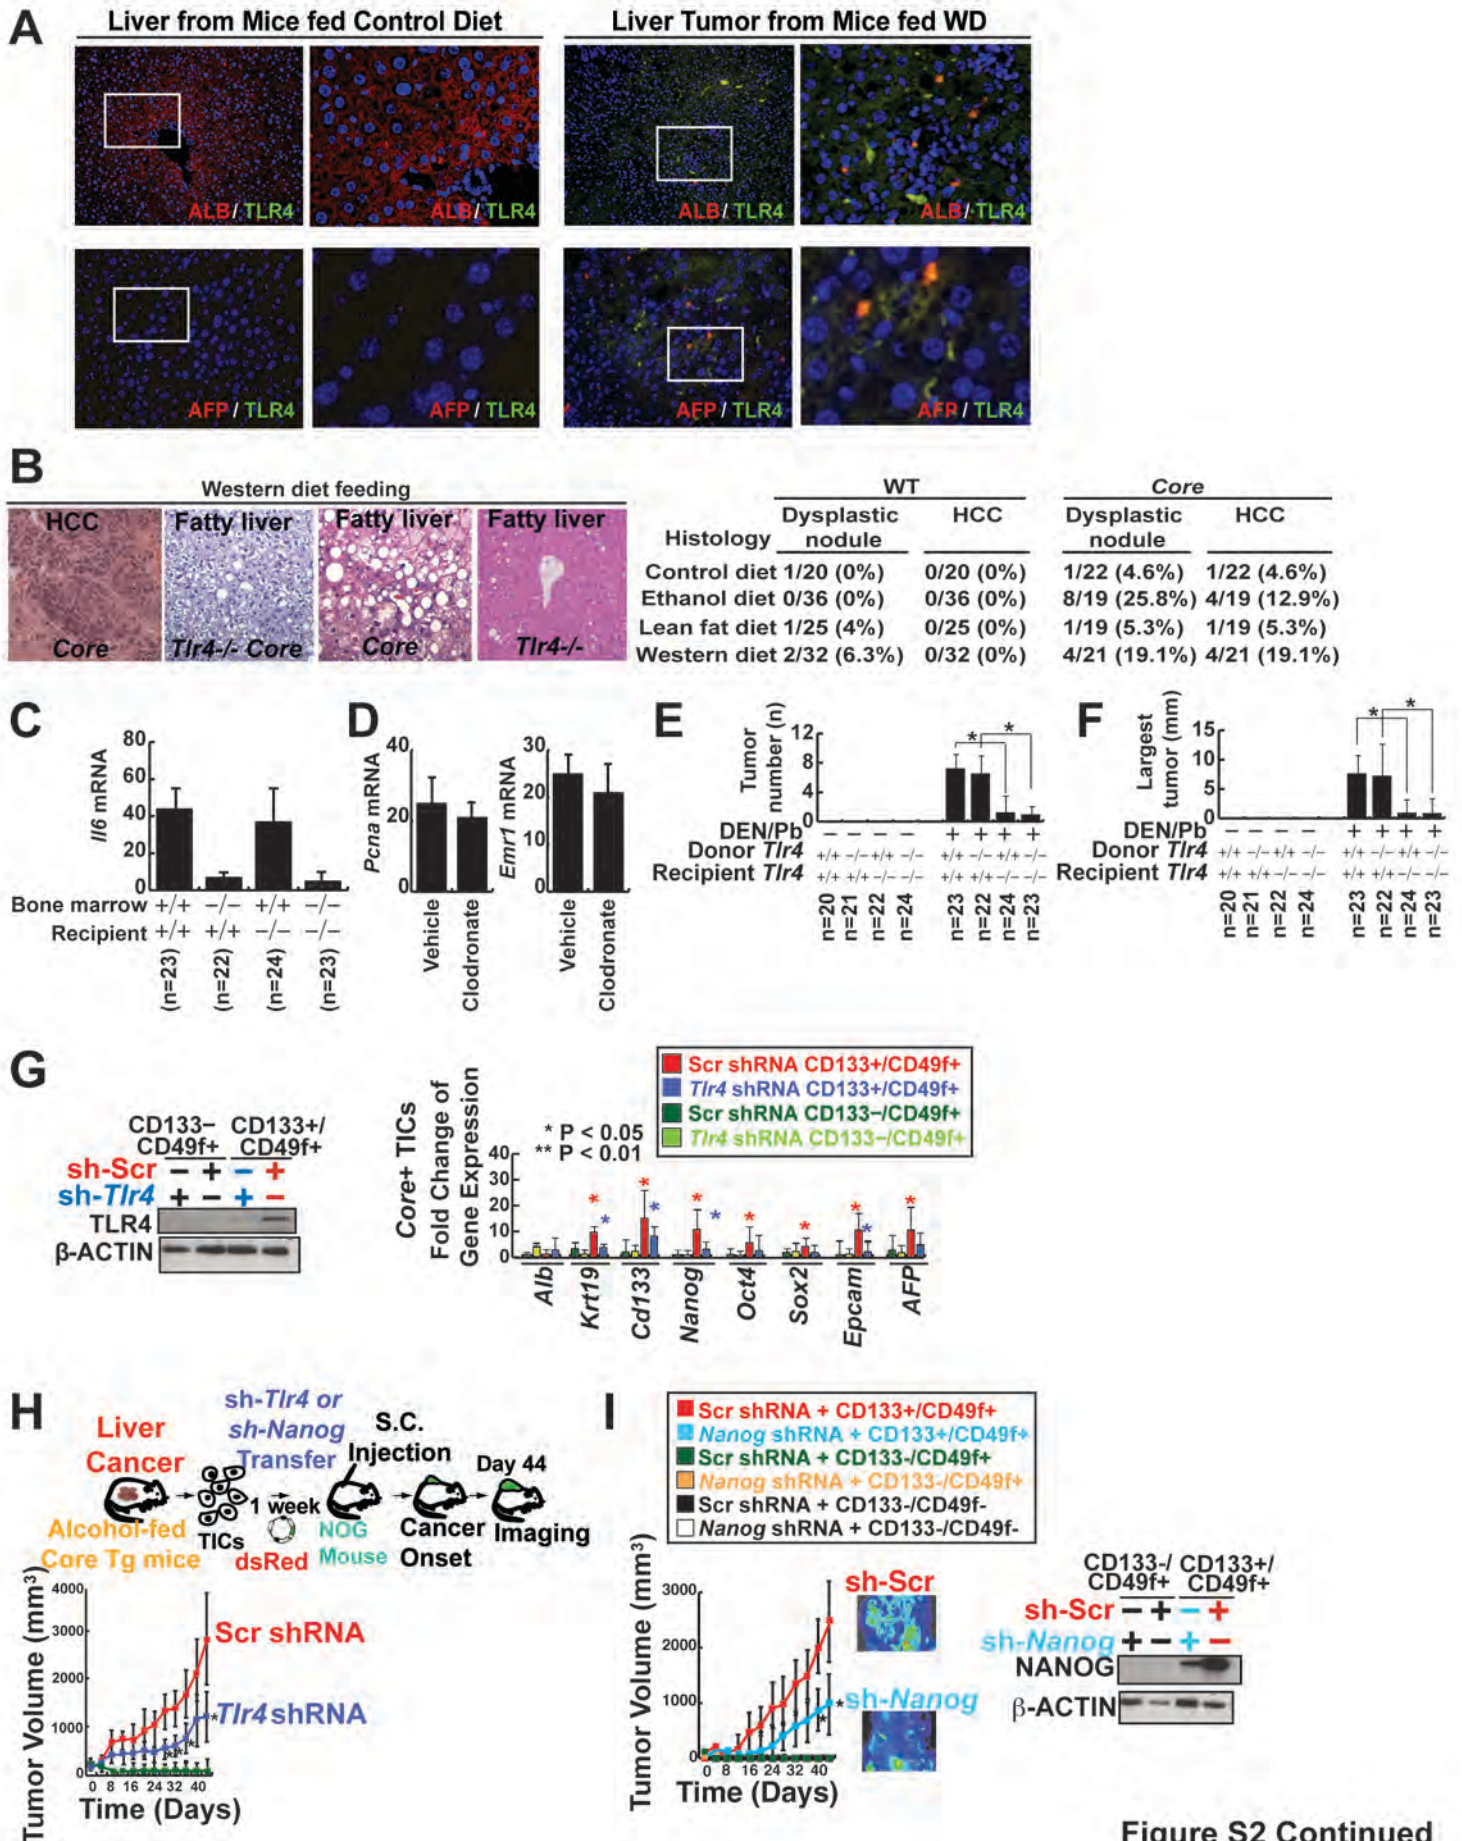 A
Liver from Mice fed Control Diet
Liver Tumor from Mice fed WD
ALB/ TLR4
ALB/ TLR4
ALB/ TLR4
ALB/ TLR4
AFP / TLR4
AFP / TLR4
AFP / TLR4
AFP / TLR4
B
Western diet feeding
HCC
Fatty liver
Fatty liver
Fatty liver
Core
Tlr4-/- Core
Core
Tlr4-/-
WT
Core
Histology
Dysplastic nodule
HCC
Dysplastic nodule
HCC
Control diet 1/20 (0%) 0/20 (0%) 1/22 (4.6%) 1/22 (4.6%)
Ethanol diet 0/36 (0%) 0/36 (0%) 8/19 (25.8%) 4/19 (12.9%)
Lean fat diet 1/25 (4%) 0/25 (0%) 1/19 (5.3%) 1/19 (5.3%)
Western diet 2/32 (6.3%) 0/32 (0%) 4/21 (19.1%) 4/21 (19.1%)
C
Il6 mRNA
80
60
40
20
0
Bone marrow +/+ −/− +/+ −/−
Recipient +/+ +/+ −/− −/−
(n=23) (n=22) (n=24) (n=23)
D
Pcna mRNA
40
20
0
Vehicle
Clodronate
Emr1 mRNA
30
20
10
0
Vehicle
Clodronate
E
Tumor number (n)
12
8
4
0
* *
DEN/Pb − − − − + + + +
Donor Tlr4 +/+ −/− +/+ −/− +/+ −/− +/+ −/−
Recipient Tlr4 +/+ +/+ −/− −/− +/+ +/+ −/− −/−
n=20 n=21 n=22 n=24 n=23 n=22 n=24 n=23
F
Largest tumor (mm)
15
10
5
0
* *
DEN/Pb − − − − + + + +
Donor Tlr4 +/+ −/− +/+ −/− +/+ −/− +/+ −/−
Recipient Tlr4 +/+ +/+ −/− −/− +/+ +/+ −/− −/−
n=20 n=21 n=22 n=24 n=23 n=22 n=24 n=23
G
CD133− CD49f+
CD133+/ CD49f+
sh-Scr − + − +
sh-Tlr4 + − + −
TLR4
β-ACTIN
Core+ TICs
Fold Change of
Gene Expression
Scr shRNA CD133+/CD49f+
Tlr4 shRNA CD133+/CD49f+
Scr shRNA CD133−/CD49f+
Tlr4 shRNA CD133−/CD49f+
* P < 0.05
** P < 0.01
40
30
20
10
0
* * * * * * * * * * *
Alb Krt19 Cd133 Nanog Oct4 Sox2 Epcam AFP
H
Liver Cancer
sh-Tlr4 or
sh-Nanog
Transfer
S.C. Injection
Day 44
Alcohol-fed
Core Tg mice
TICs
1 week
dsRed
NOG Mouse
Cancer Onset
Imaging
Tumor Volume (mm3)
4000
3000
2000
1000
0
Scr shRNA
*Tlr4 shRNA
0 8 16 24 32 40
Time (Days)
I
Scr shRNA + CD133+/CD49f+
Nanog shRNA + CD133+/CD49f+
Scr shRNA + CD133-/CD49f+
Nanog shRNA + CD133-/CD49f+
Scr shRNA + CD133-/CD49f-
Nanog shRNA + CD133-/CD49f-
Tumor Volume (mm3)
3000
2000
1000
0
sh-Scr
*sh-Nanog
*
0 8 16 24 32 40
Time (Days)
CD133-/ CD49f+
CD133+/ CD49f+
sh-Scr − + − +
sh-Nanog + − + −
NANOG
β-ACTIN
Figure S2 Continued